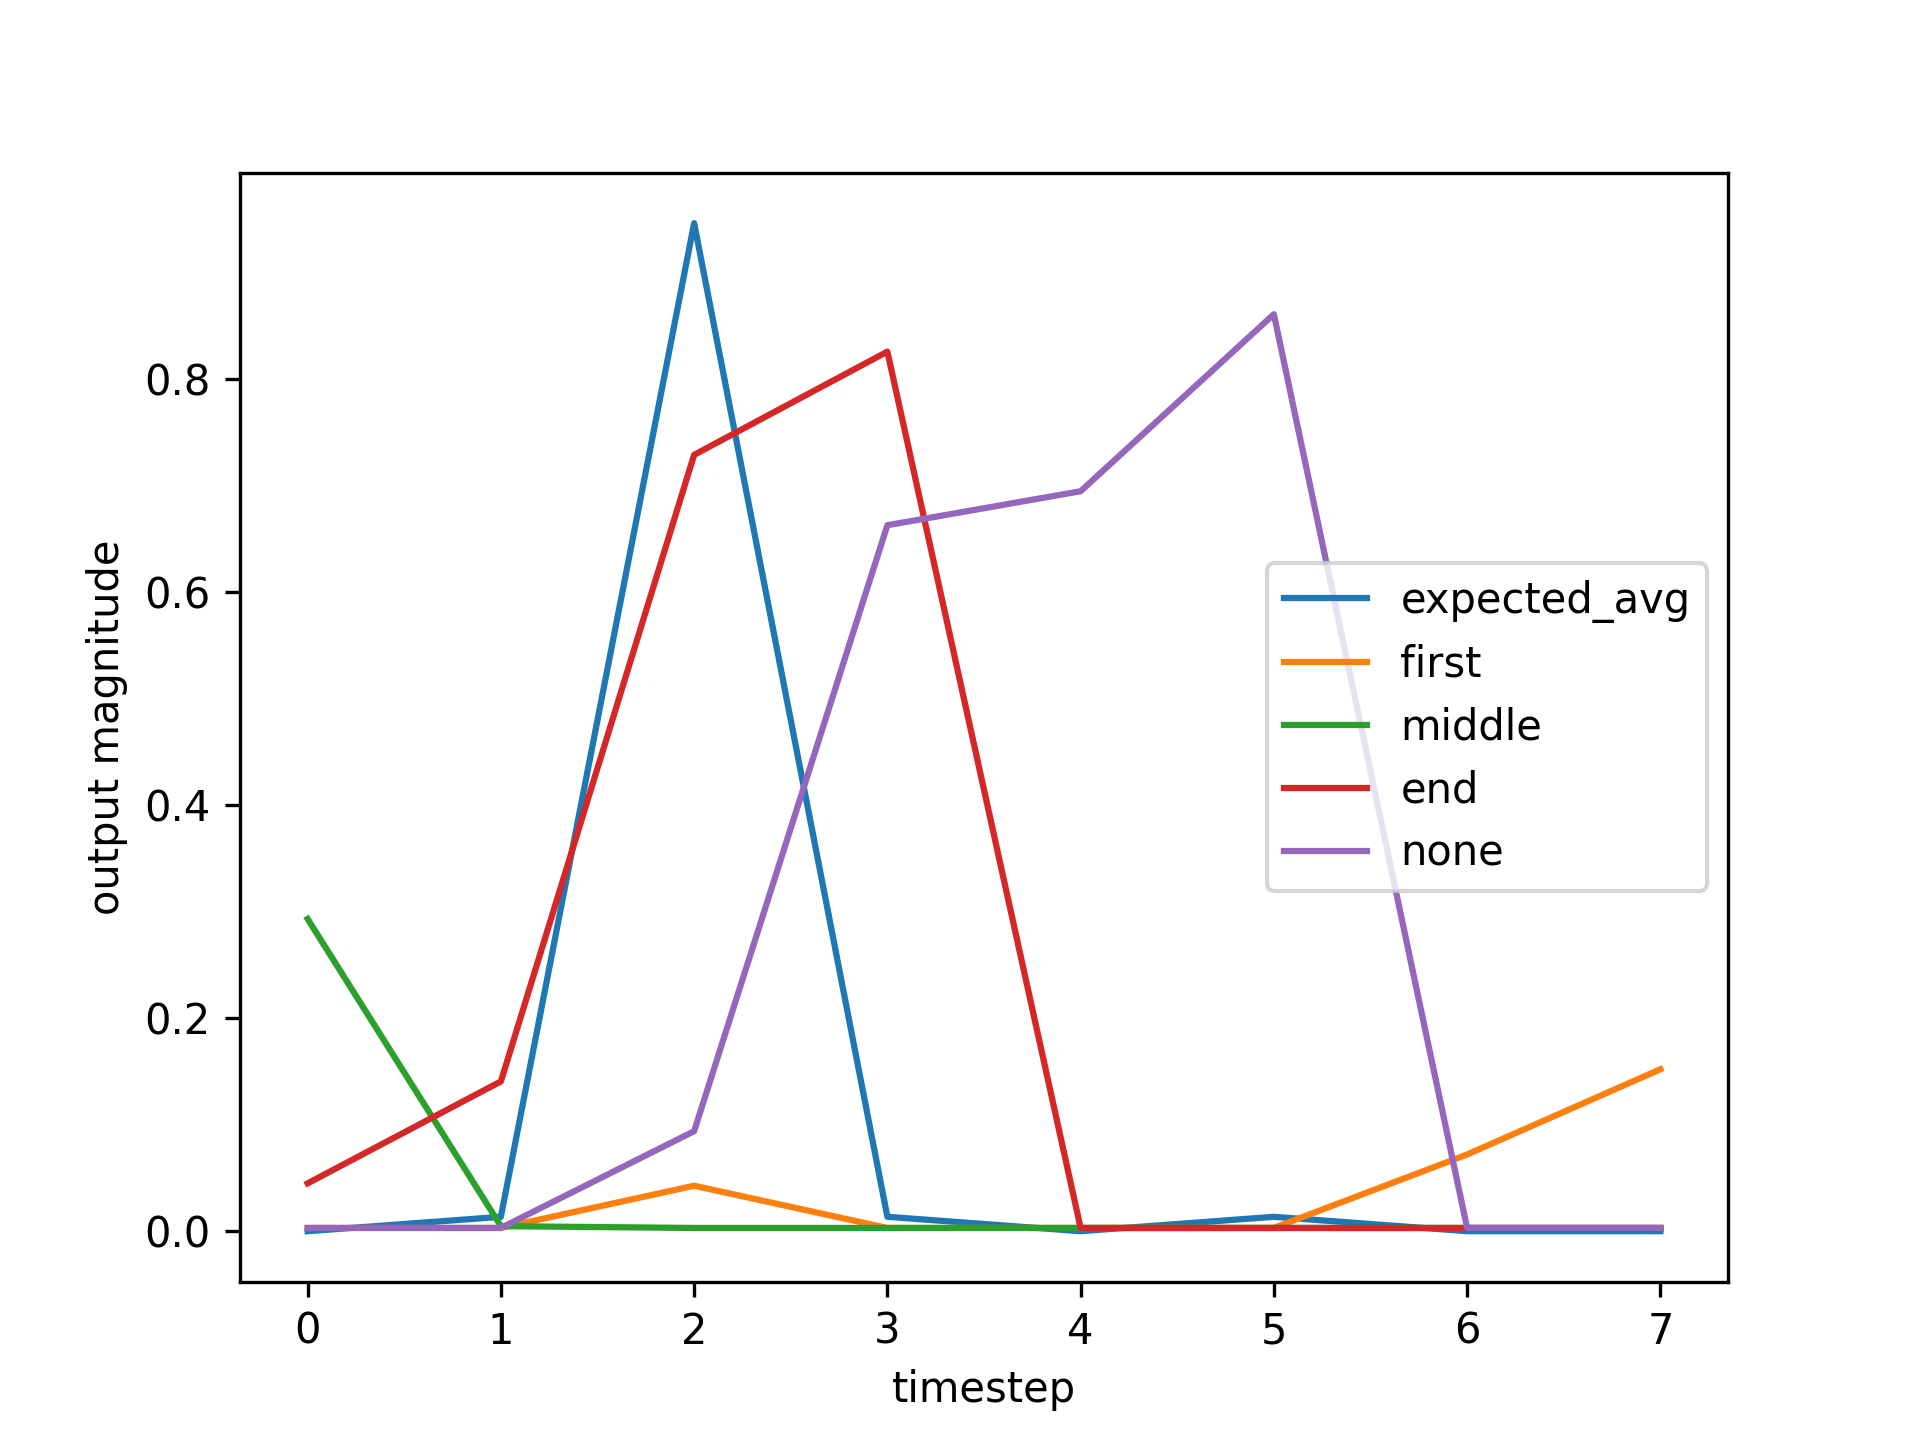 output magnitude
0.8
0.6
0.4
0.2
0.0
expected_avg
first
middle
end
none
0 1 2 3 4 5 6 7
timestep